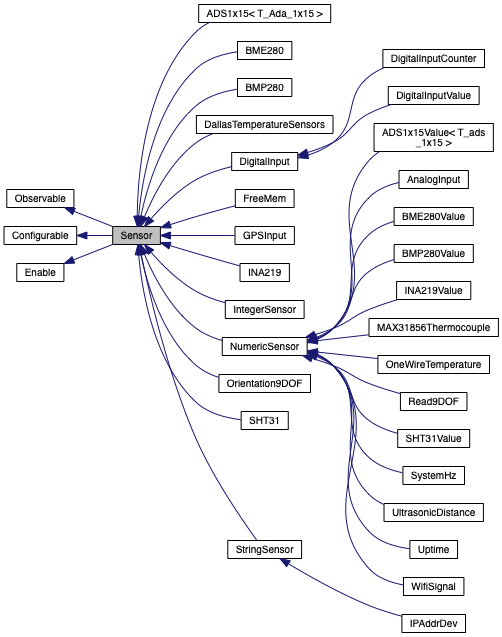 Observable
Configurable
Enable
Sensor
ADS1x15< T_Ada_1x15 >
BME280
BMP280
DallasTemperatureSensors
DigitalInput
FreeMem
GPSInput
INA219
IntegerSensor
NumericSensor
Orientation9DOF
SHT31
StringSensor
DigitalInputCounter
DigitalInputValue
ADS1x15Value< T_ads
_1x15 >
AnalogInput
BME280Value
BMP280Value
INA219Value
MAX31856Thermocouple
OneWireTemperature
Read9DOF
SHT31Value
SystemHz
UltrasonicDistance
Uptime
WifiSignal
IPAddrDev